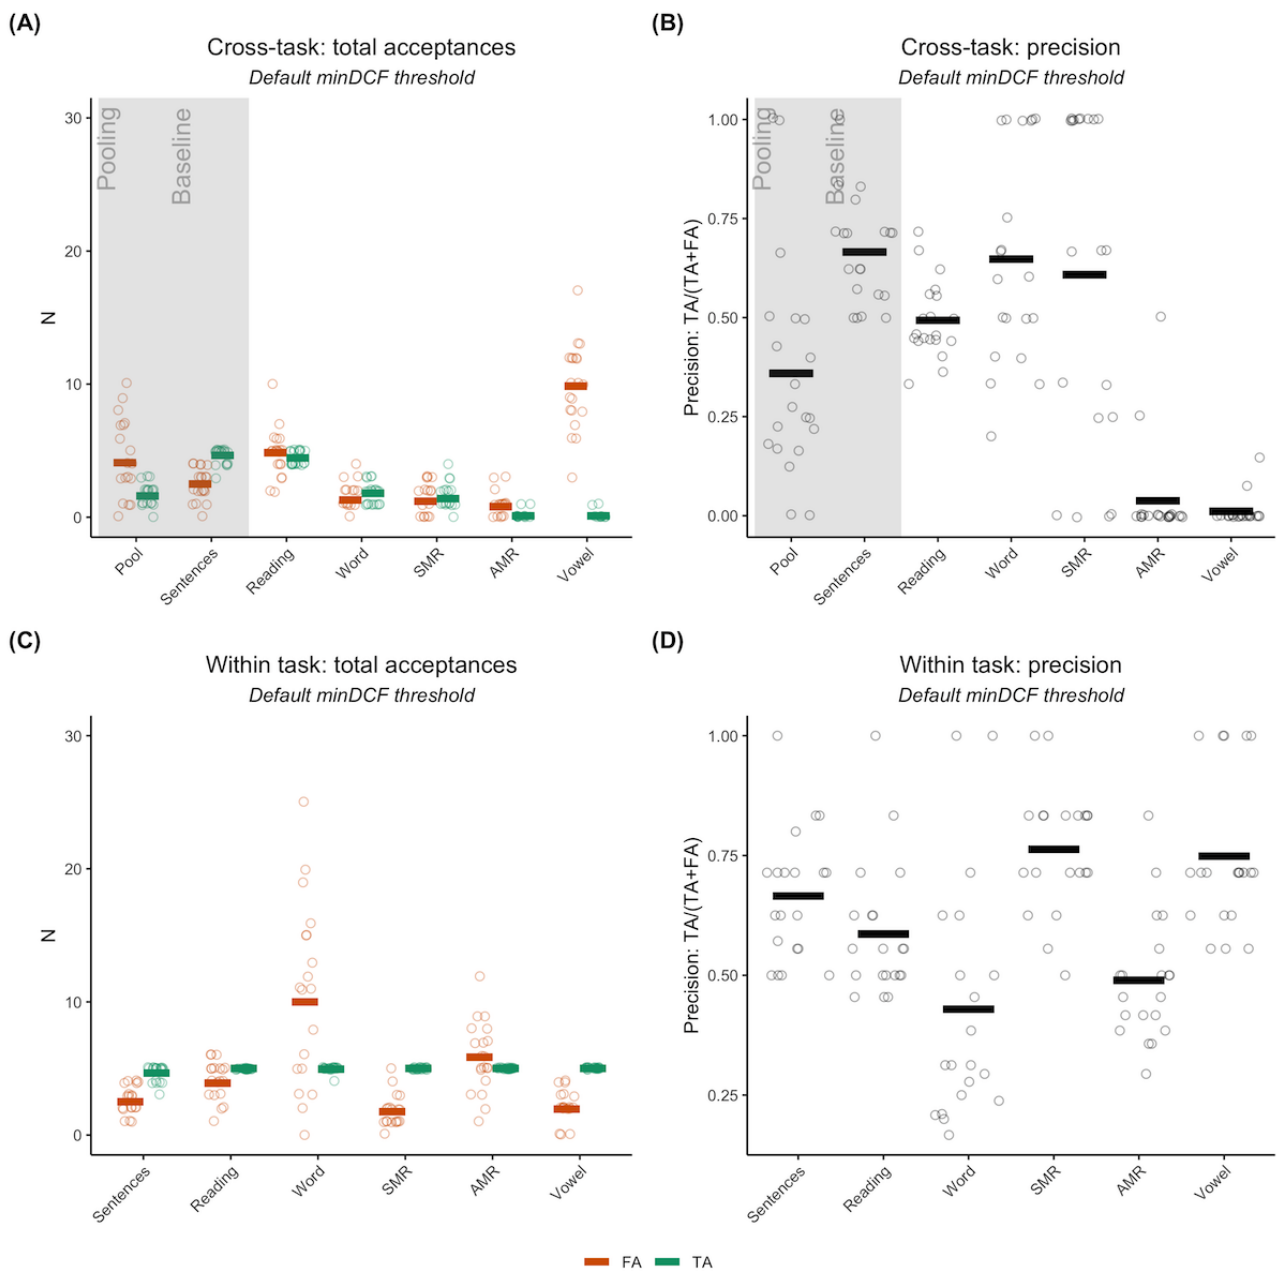 (A)
Cross-task: total acceptances
Default minDCF threshold
30
20
10
0
N
Pooling
Baseline
Pool
Sentences
Reading
Word
SMR
AMR
Vowel
(B)
Cross-task: precision
Default minDCF threshold
1.00
0.75
0.50
0.25
0.00
Precision: TA/(TA+FA)
Pooling
Baseline
Pool
Sentences
Reading
Word
SMR
AMR
Vowel
(C)
Within task: total acceptances
Default minDCF threshold
30
20
10
0
N
Sentences
Reading
Word
SMR
AMR
Vowel
(D)
Within task: precision
Default minDCF threshold
1.00
0.75
0.50
0.25
Precision: TA/(TA+FA)
Sentences
Reading
Word
SMR
AMR
Vowel
FA TA